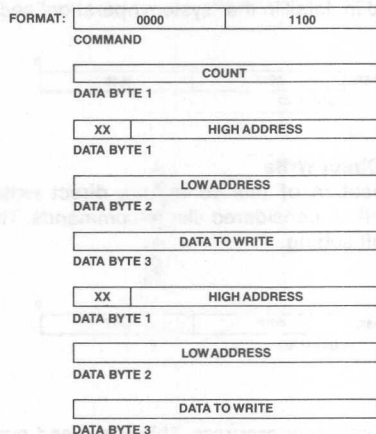 FORMAT: 0000 1100
COMMAND
COUNT
DATA BYTE 1
XX HIGH ADDRESS
DATA BYTE 1
LOW ADDRESS
DATA BYTE 2
DATA TO WRITE
DATA BYTE 3
XX HIGH ADDRESS
DATA BYTE 1
LOW ADDRESS
DATA BYTE 2
DATA TO WRITE
DATA BYTE 3